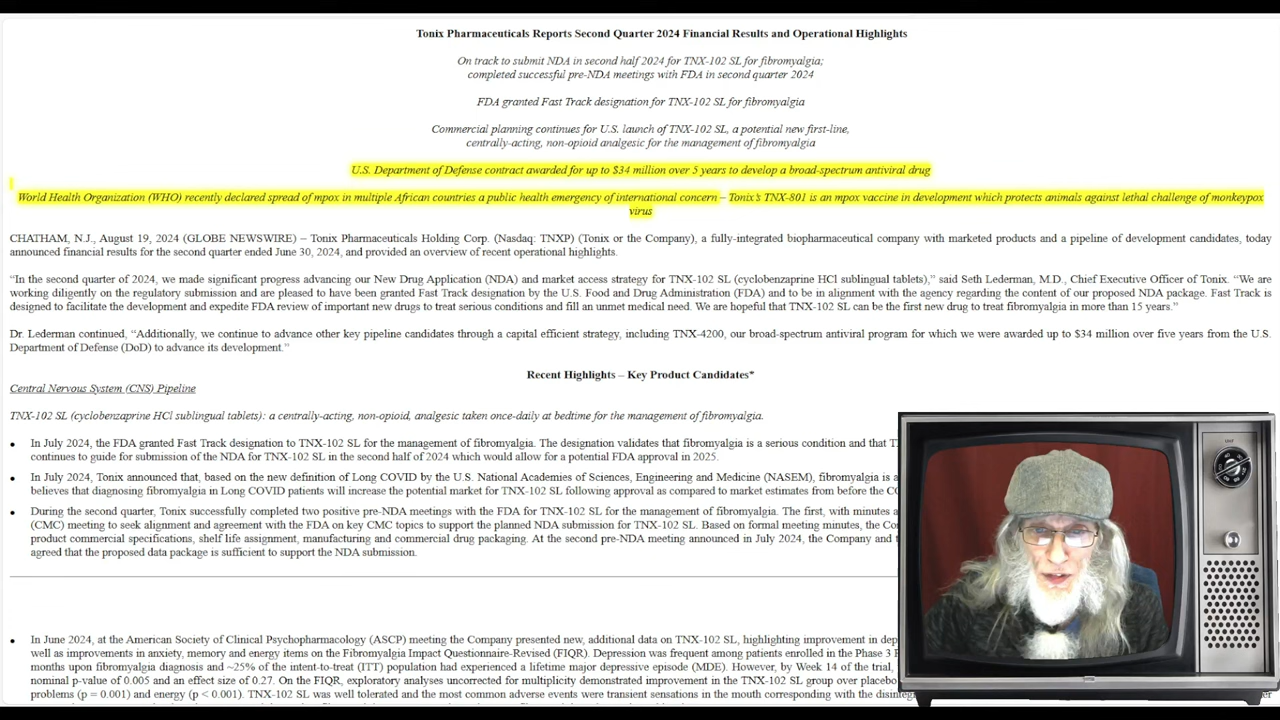 Tonix Pharmaceuticals Reports Second Quarter 2024 Financial Results and Operational Highlights
On track to submit NDA in second half 2024 for TNX-102 SL for fibromyalgia;
completed successful pre-NDA meetings with FDA in second quarter 2024
FDA granted Fast Track designation for TNX-102 SL for fibromyalgia
Commercial planning continues for U.S. launch of TNX-102 SL, a potential new first-line,
centrally-acting, non-opioid analgesic for the management of fibromyalgia
U.S. Department of Defense contract awarded for up to $34 million over 5 years to develop a broad-spectrum antiviral drug
World Health Organization (WHO) recently declared spread of mpox in multiple African countries a public health emergency of international concern – Tonix's TNX-801 is an mpox vaccine in development which protects animals against lethal challenge of monkeypox
virus
CHATHAM, N.J., August 19, 2024 (GLOBE NEWSWIRE) – Tonix Pharmaceuticals Holding Corp. (Nasdaq: TNXP) (Tonix or the Company), a fully-integrated biopharmaceutical company with marketed products and a pipeline of development candidates, today
announced financial results for the second quarter ended June 30, 2024, and provided an overview of recent operational highlights.
“In the second quarter of 2024, we made significant progress advancing our New Drug Application (NDA) and market access strategy for TNX-102 SL (cyclobenzaprine HCl sublingual tablets),” said Seth Lederman, M.D., Chief Executive Officer of Tonix. “We are
working diligently on the regulatory submission and are pleased to have been granted Fast Track designation by the U.S. Food and Drug Administration (FDA) and to be in alignment with the agency regarding the content of our proposed NDA package. Fast Track is
designed to facilitate the development and expedite FDA review of important new drugs to treat serious conditions and fill an unmet medical need. We are hopeful that TNX-102 SL can be the first new drug to treat fibromyalgia in more than 15 years.”
Dr. Lederman continued, “Additionally, we continue to advance other key pipeline candidates through a capital efficient strategy, including TNX-4200, our broad-spectrum antiviral program for which we were awarded up to $34 million over five years from the U.S.
Department of Defense (DoD) to advance its development.”
Recent Highlights – Key Product Candidates*
Central Nervous System (CNS) Pipeline
TNX-102 SL (cyclobenzaprine HCl sublingual tablets): a centrally-acting, non-opioid, analgesic taken once-daily at bedtime for the management of fibromyalgia.
• In July 2024, the FDA granted Fast Track designation to TNX-102 SL for the management of fibromyalgia. The designation validates that fibromyalgia is a serious condition and that T
continues to guide for submission of the NDA for TNX-102 SL in the second half of 2024 which would allow for a potential FDA approval in 2025.
• In July 2024, Tonix announced that, based on the new definition of Long COVID by the U.S. National Academies of Sciences, Engineering and Medicine (NASEM), fibromyalgia is a
believes that diagnosing fibromyalgia in Long COVID patients will increase the potential market for TNX-102 SL following approval as compared to market estimates from before the CO
• During the second quarter, Tonix successfully completed two positive pre-NDA meetings with the FDA for TNX-102 SL for the management of fibromyalgia. The first, with minutes a
(CMC) meeting to seek alignment and agreement with the FDA on key CMC topics to support the planned NDA submission for TNX-102 SL. Based on formal meeting minutes, the Co
product commercial specifications, shelf life assignment, manufacturing and commercial drug packaging. At the second pre-NDA meeting announced in July 2024, the Company and t
agreed that the proposed data package is sufficient to support the NDA submission.
• In June 2024, at the American Society of Clinical Psychopharmacology (ASCP) meeting the Company presented new, additional data on TNX-102 SL, highlighting improvement in dep
well as improvements in anxiety, memory and energy items on the Fibromyalgia Impact Questionnaire-Revised (FIQR). Depression was frequent among patients enrolled in the Phase 3 F
months upon fibromyalgia diagnosis and ~25% of the intent-to-treat (ITT) population had experienced a lifetime major depressive episode (MDE). However, by Week 14 of the trial,
nominal p-value of 0.005 and an effect size of 0.27. On the FIQR, exploratory analyses uncorrected for multiplicity demonstrated improvement in the TNX-102 SL group over placebo
problems (p = 0.001) and energy (p < 0.001). TNX-102 SL was well tolerated and the most common adverse events were transient sensations in the mouth corresponding with the